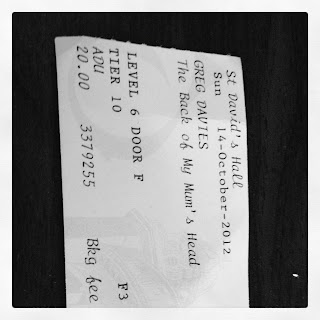 St David's Hall
Sun 14-October-2012
GREG DAVIES
The Back of My Mum's Head
LEVEL 6 DOOR F
TIER 10 F3
ADU
20.00 3379255 Bkg fee